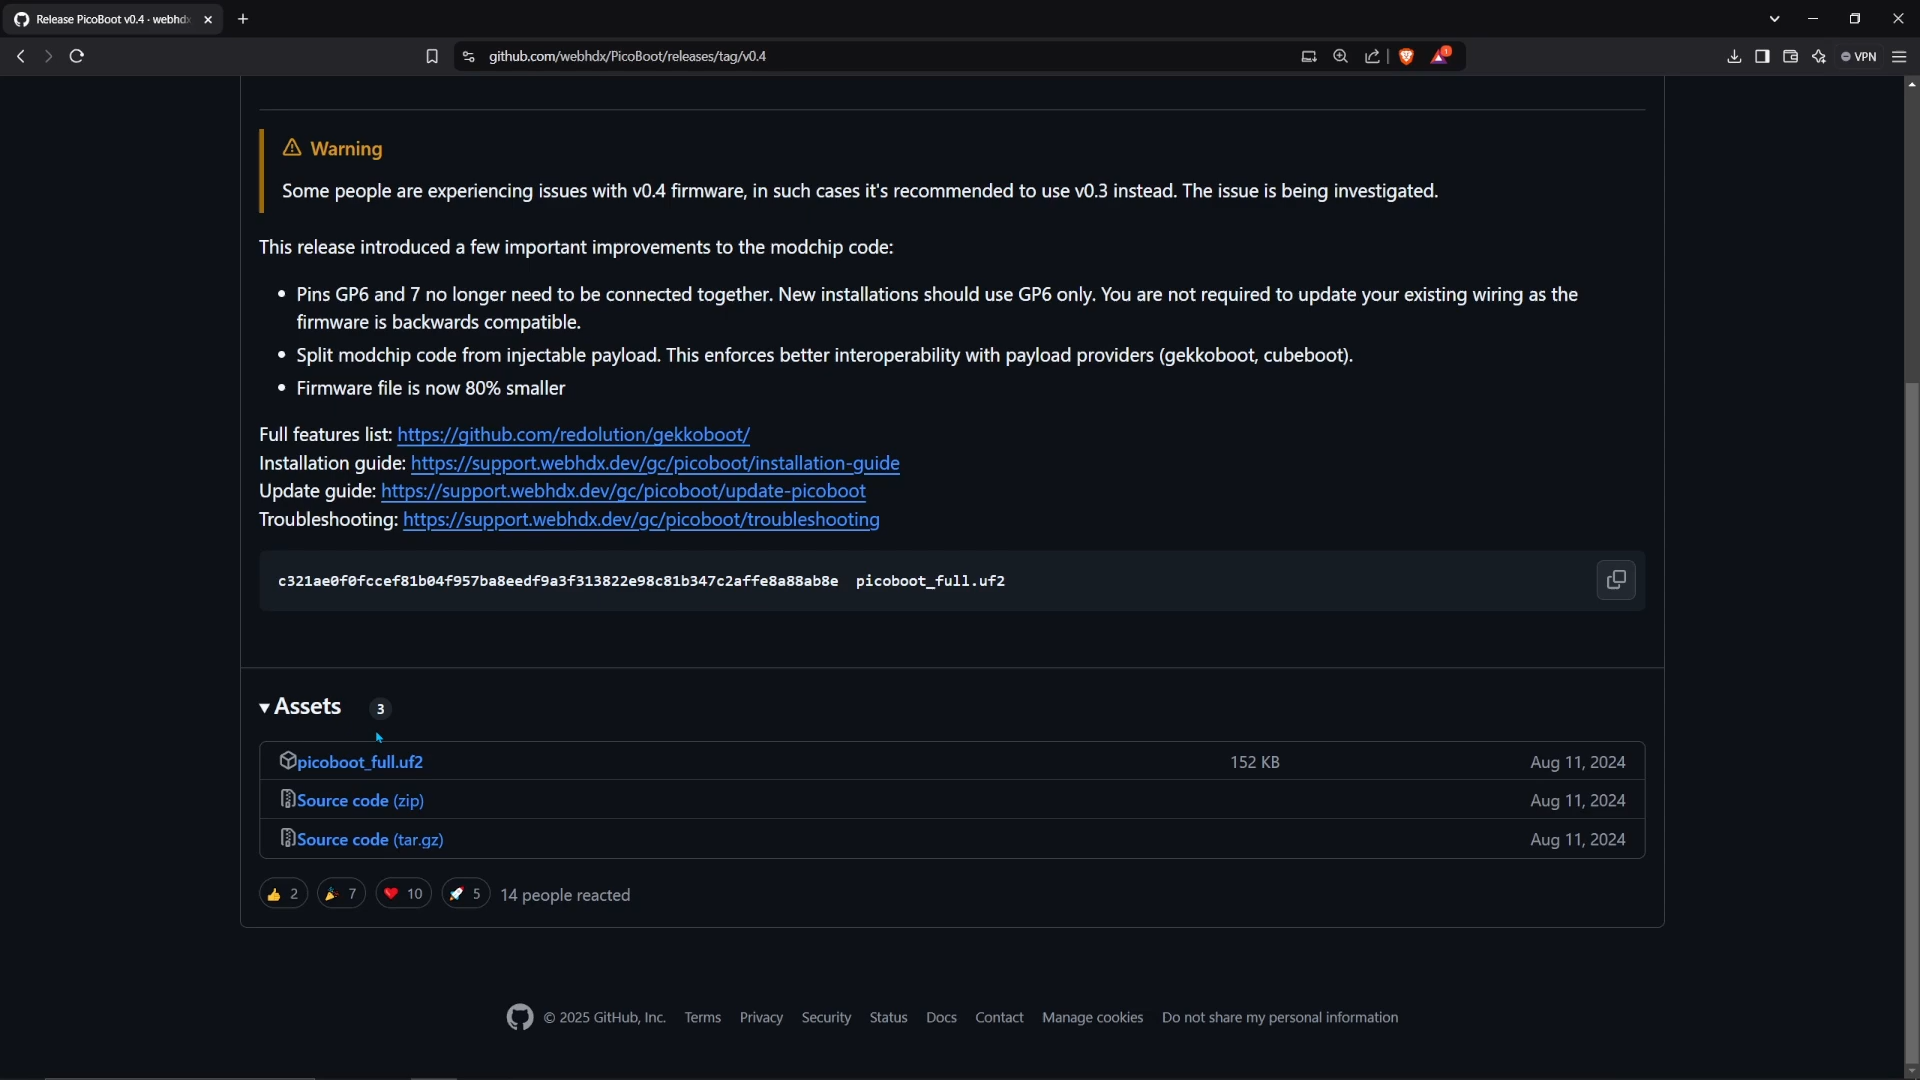 Release PicoBoot v0.4 · webhdx
github.com/webhdx/PicoBoot/releases/tag/v0.4
1
VPN
Warning
Some people are experiencing issues with v0.4 firmware, in such cases it's recommended to use v0.3 instead. The issue is being investigated.
This release introduced a few important improvements to the modchip code:
• Pins GP6 and 7 no longer need to be connected together. New installations should use GP6 only. You are not required to update your existing wiring as the
firmware is backwards compatible.
• Split modchip code from injectable payload. This enforces better interoperability with payload providers (gekkoboot, cubeboot).
• Firmware file is now 80% smaller
Full features list: https://github.com/redolution/gekkoboot/
Installation guide: https://support.webhdx.dev/gc/picoboot/installation-guide
Update guide: https://support.webhdx.dev/gc/picoboot/update-picoboot
Troubleshooting: https://support.webhdx.dev/gc/picoboot/troubleshooting
c321ae0f0fccef81b04f957ba8eedf9a3f313822e98c81b347c2affe8a88ab8e  picoboot_full.uf2
Assets 3
picoboot_full.uf2 152 KB Aug 11, 2024
Source code (zip) Aug 11, 2024
Source code (tar.gz) Aug 11, 2024
👍 2 🎉 7 ❤️ 10 🚀 5 14 people reacted
© 2025 GitHub, Inc. Terms Privacy Security Status Docs Contact Manage cookies Do not share my personal information